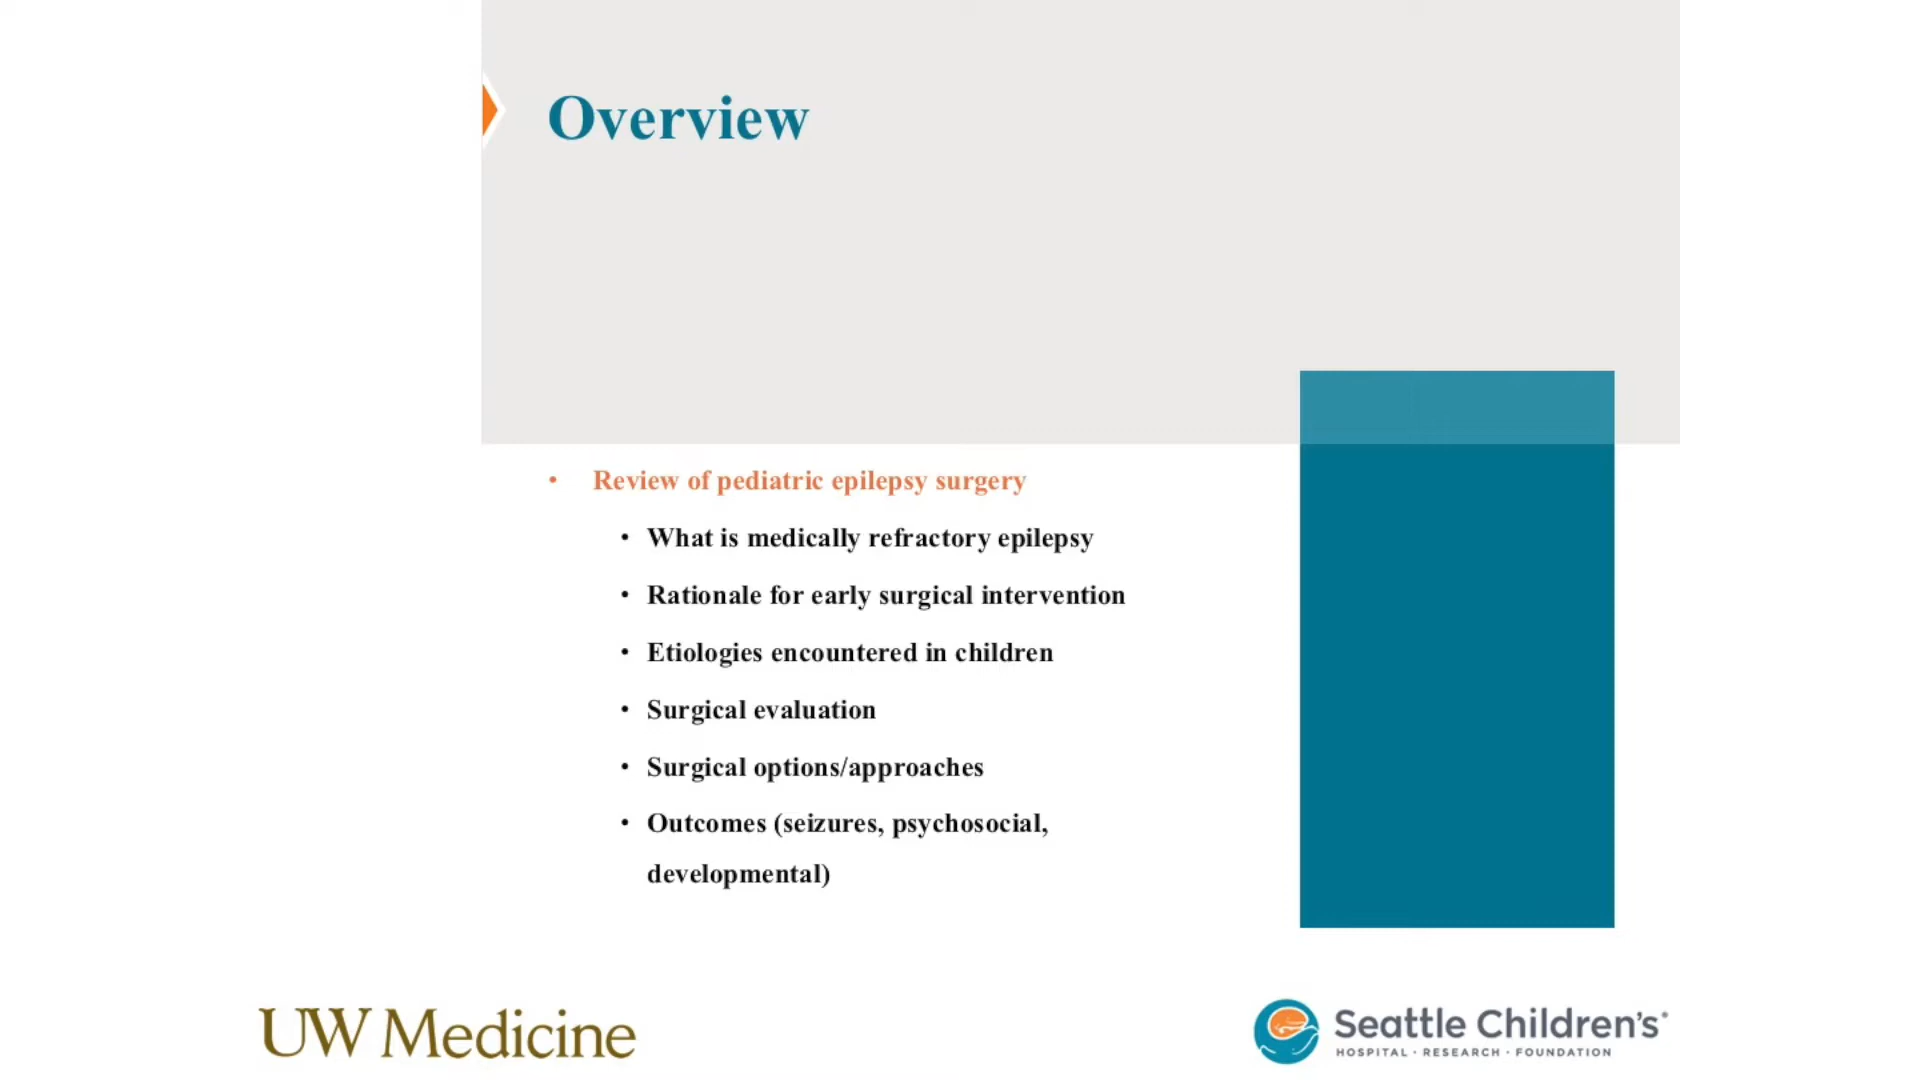 Overview
• Review of pediatric epilepsy surgery
• What is medically refractory epilepsy
• Rationale for early surgical intervention
• Etiologies encountered in children
• Surgical evaluation
• Surgical options/approaches
• Outcomes (seizures, psychosocial,
developmental)
UW Medicine
Seattle Children's®
HOSPITAL · RESEARCH · FOUNDATION